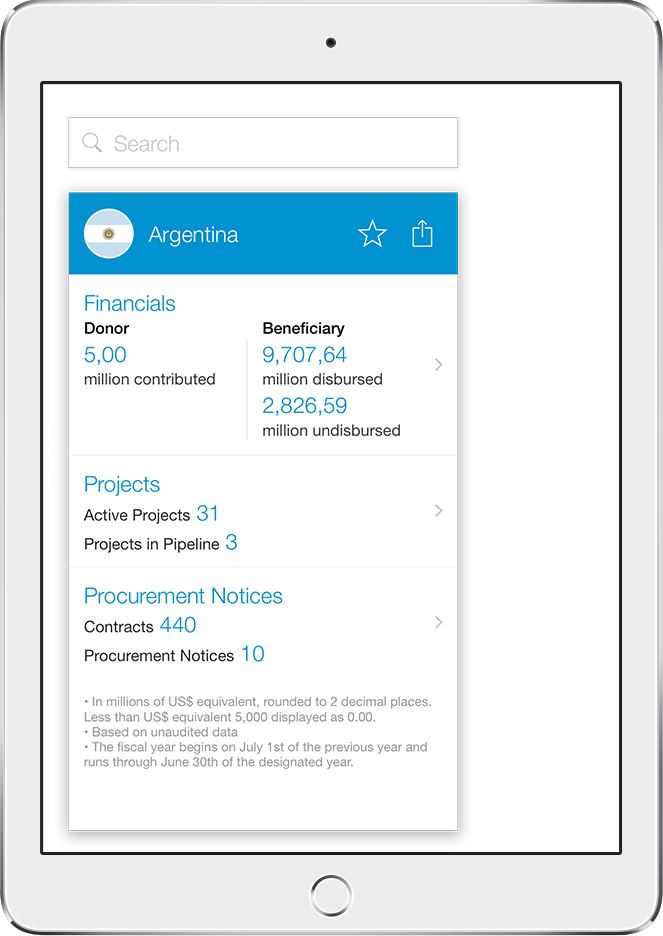 Search
Argentina
Financials
Donor
5,00
million contributed
Beneficiary
9,707,64
million disbursed
2,826,59
million undisbursed
Projects
Active Projects 31
Projects in Pipeline 3
Procurement Notices
Contracts 440
Procurement Notices 10
• In millions of US$ equivalent, rounded to 2 decimal places.
Less than US$ equivalent 5,000 displayed as 0.00.
• Based on unaudited data
• The fiscal year begins on July 1st of the previous year and
runs through June 30th of the designated year.